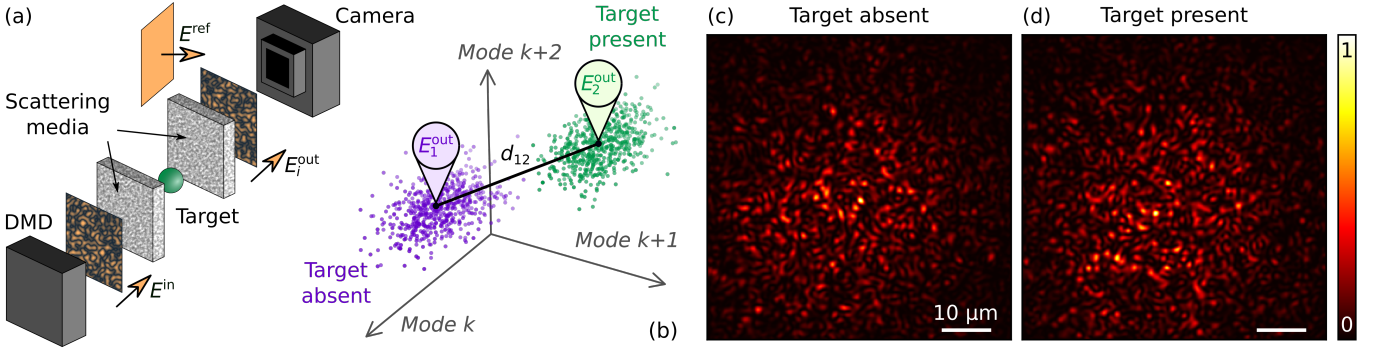 (a)
E^ref
Camera
Scattering
media
E_i^out
Target
DMD
E^in
Mode k+2
Target
present
E_2^out
E_1^out
d_12
Mode k+1
Target
absent
Mode k
(b)
(c)
Target absent
10 µm
(d)
Target present
1
0